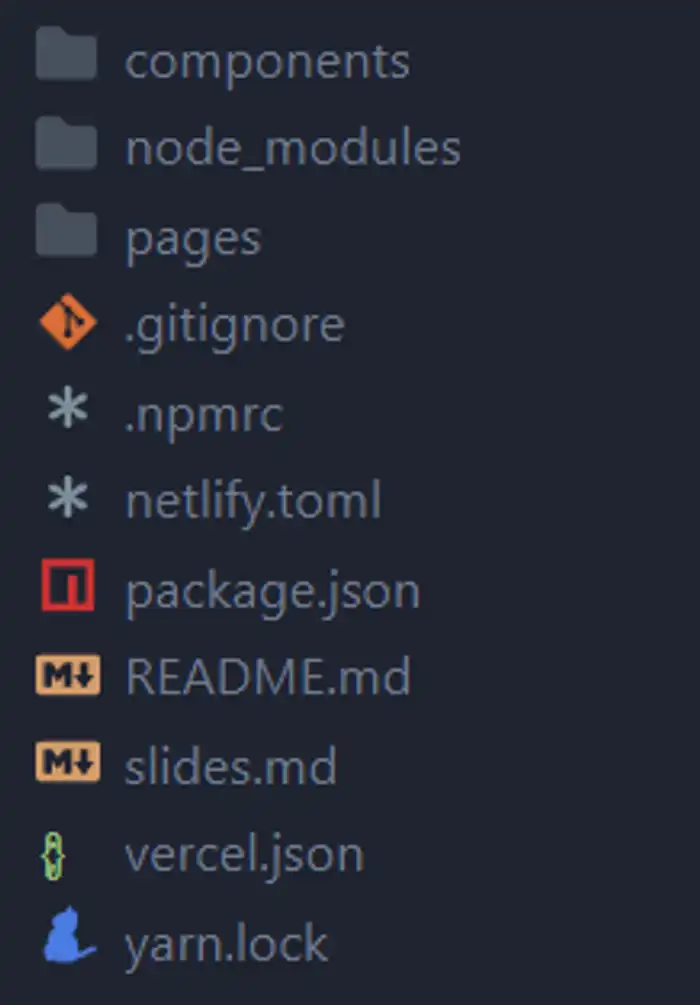 components
node_modules
pages
.gitignore
.npmrc
netlify.toml
package.json
M↓ README.md
M↓ slides.md
vercel.json
yarn.lock